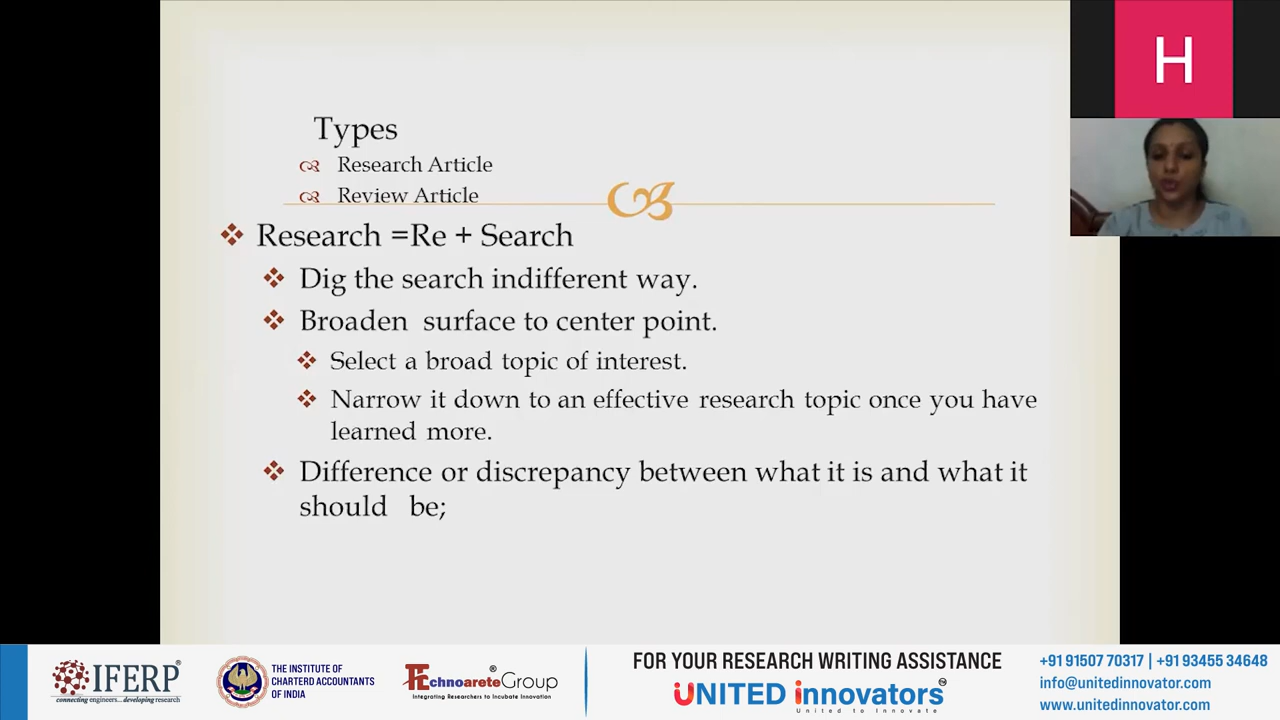 H
Types
Research Article
Review Article
Research =Re + Search
Dig the search indifferent way.
Broaden surface to center point.
Select a broad topic of interest.
Narrow it down to an effective research topic once you have
learned more.
Difference or discrepancy between what it is and what it
should be;
IFERP®
connecting engineers... developing research
THE INSTITUTE OF
CHARTERED ACCOUNTANTS
OF INDIA
Technoarete Group®
Integrating Researchers to Incubate Innovation
FOR YOUR RESEARCH WRITING ASSISTANCE
UNITED innovators™
United to Innovate
+91 91507 70317 | +91 93455 34648
info@unitedinnovator.com
www.unitedinnovator.com